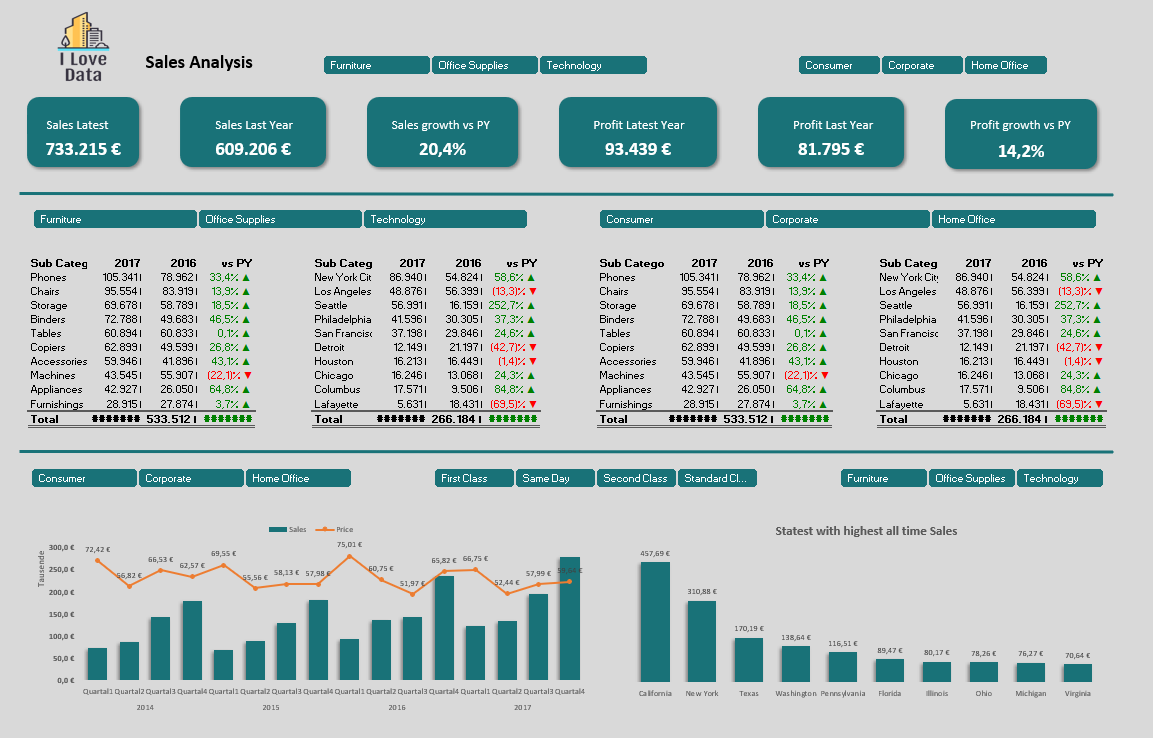 I Love
Data
Sales Analysis
Furniture Office Supplies Technology
Consumer Corporate Home Office
Sales Latest
733.215 €
Sales Last Year
609.206 €
Sales growth vs PY
20,4%
Profit Latest Year
93.439 €
Profit Last Year
81.795 €
Profit growth vs PY
14,2%
Furniture Office Supplies Technology
Consumer Corporate Home Office
Sub Categ 2017 2016 vs PY
Phones 105.341 78.962 33,4% ▲
Chairs 95.554 83.919 13,9% ▲
Storage 69.678 58.789 18,5% ▲
Binders 72.788 49.683 46,5% ▲
Tables 60.894 60.833 0,1% ▲
Copiers 62.899 49.599 26,8% ▲
Accessories 59.946 41.896 43,1% ▲
Machines 43.545 55.907 (22,1)% ▼
Appliances 42.927 26.050 64,8% ▲
Furnishings 28.915 27.874 3,7% ▲
Total ####### 533.512 #######
Sub Categ 2017 2016 vs PY
New York Cit 86.940 54.824 58,6% ▲
Los Angeles 48.876 56.399 (13,3)% ▼
Seattle 56.991 16.159 252,7% ▲
Philadelphia 41.596 30.305 37,3% ▲
San Francisc 37.198 29.846 24,6% ▲
Detroit 12.149 21.197 (42,7)% ▼
Houston 16.213 16.449 (1,4)% ▼
Chicago 16.246 13.068 24,3% ▲
Columbus 17.571 9.506 84,8% ▲
Lafayette 5.631 18.431 (69,5)% ▼
Total ####### 266.184 #######
Sub Catego 2017 2016 vs PY
Phones 105.341 78.962 33,4% ▲
Chairs 95.554 83.919 13,9% ▲
Storage 69.678 58.789 18,5% ▲
Binders 72.788 49.683 46,5% ▲
Tables 60.894 60.833 0,1% ▲
Copiers 62.899 49.599 26,8% ▲
Accessories 59.946 41.896 43,1% ▲
Machines 43.545 55.907 (22,1)% ▼
Appliances 42.927 26.050 64,8% ▲
Furnishings 28.915 27.874 3,7% ▲
Total ####### 533.512 #######
Sub Categ 2017 2016 vs PY
New York City 86.940 54.824 58,6% ▲
Los Angeles 48.876 56.399 (13,3)% ▼
Seattle 56.991 16.159 252,7% ▲
Philadelphia 41.596 30.305 37,3% ▲
San Francisc 37.198 29.846 24,6% ▲
Detroit 12.149 21.197 (42,7)% ▼
Houston 16.213 16.449 (1,4)% ▼
Chicago 16.246 13.068 24,3% ▲
Columbus 17.571 9.506 84,8% ▲
Lafayette 5.631 18.431 (69,5)% ▼
Total ####### 266.184 #######
Consumer Corporate Home Office
First Class Same Day Second Class Standard Cl...
Furniture Office Supplies Technology
Sales Price
Tausende
300,0 €
250,0 €
200,0 €
150,0 €
100,0 €
50,0 €
0,0 €
72,42 € 56,82 € 66,53 € 62,57 € 69,55 € 55,56 € 58,13 € 57,98 € 75,01 € 60,75 € 51,97 € 65,82 € 66,75 € 52,44 € 57,99 €
Quartal1 Quartal2 Quartal3 Quartal4 Quartal1 Quartal2 Quartal3 Quartal4 Quartal1 Quartal2 Quartal3 Quartal4 Quartal1 Quartal2 Quartal3 Quartal4
2014 2015 2016 2017
Statest with highest all time Sales
457,69 € 310,88 € 170,19 € 138,64 € 116,51 € 89,47 € 80,17 € 78,26 € 76,27 € 70,64 €
California New York Texas Washington Pennsylvania Florida Illinois Ohio Michigan Virginia